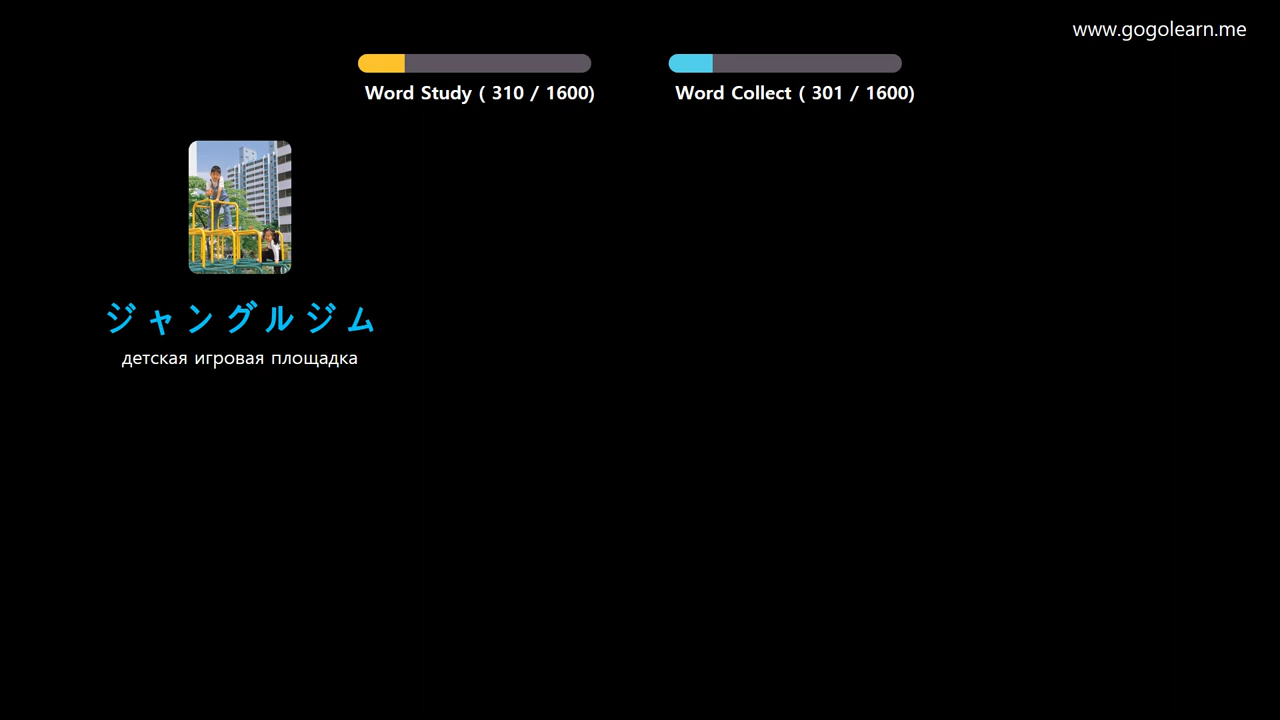 www.gogolearn.me
Word Study ( 310 / 1600)
Word Collect ( 301 / 1600)
ジャングルジム
детская игровая площадка